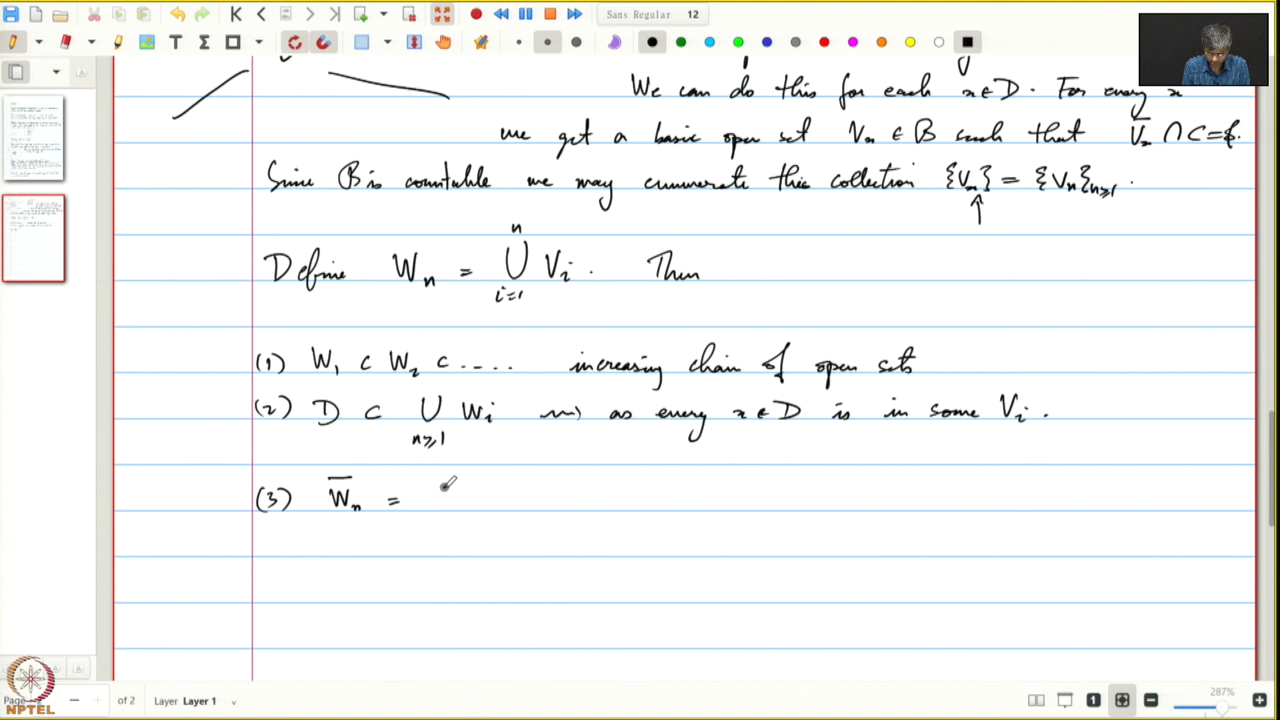 Sans Regular 12
We can do this for each x ∈ D. For every x
we get a basic open set Vₓ ∈ B such that V̄ₓ ∩ C = ϕ.
Since B is countable we may enumerate this collection {Vₓ} = {Vₙ}ₙ≥₁.
↑
n
Define Wₙ = ⋃ Vᵢ. Then
i=1
(1) W₁ ⊂ W₂ ⊂ ..... increasing chain of open sets
(2) D ⊂ ⋃ Wᵢ ⇝ as every x ∈ D is in some Vᵢ.
n≥1
(3) W̄ₙ =
NPTEL
of 2
Layer Layer 1
1
287%